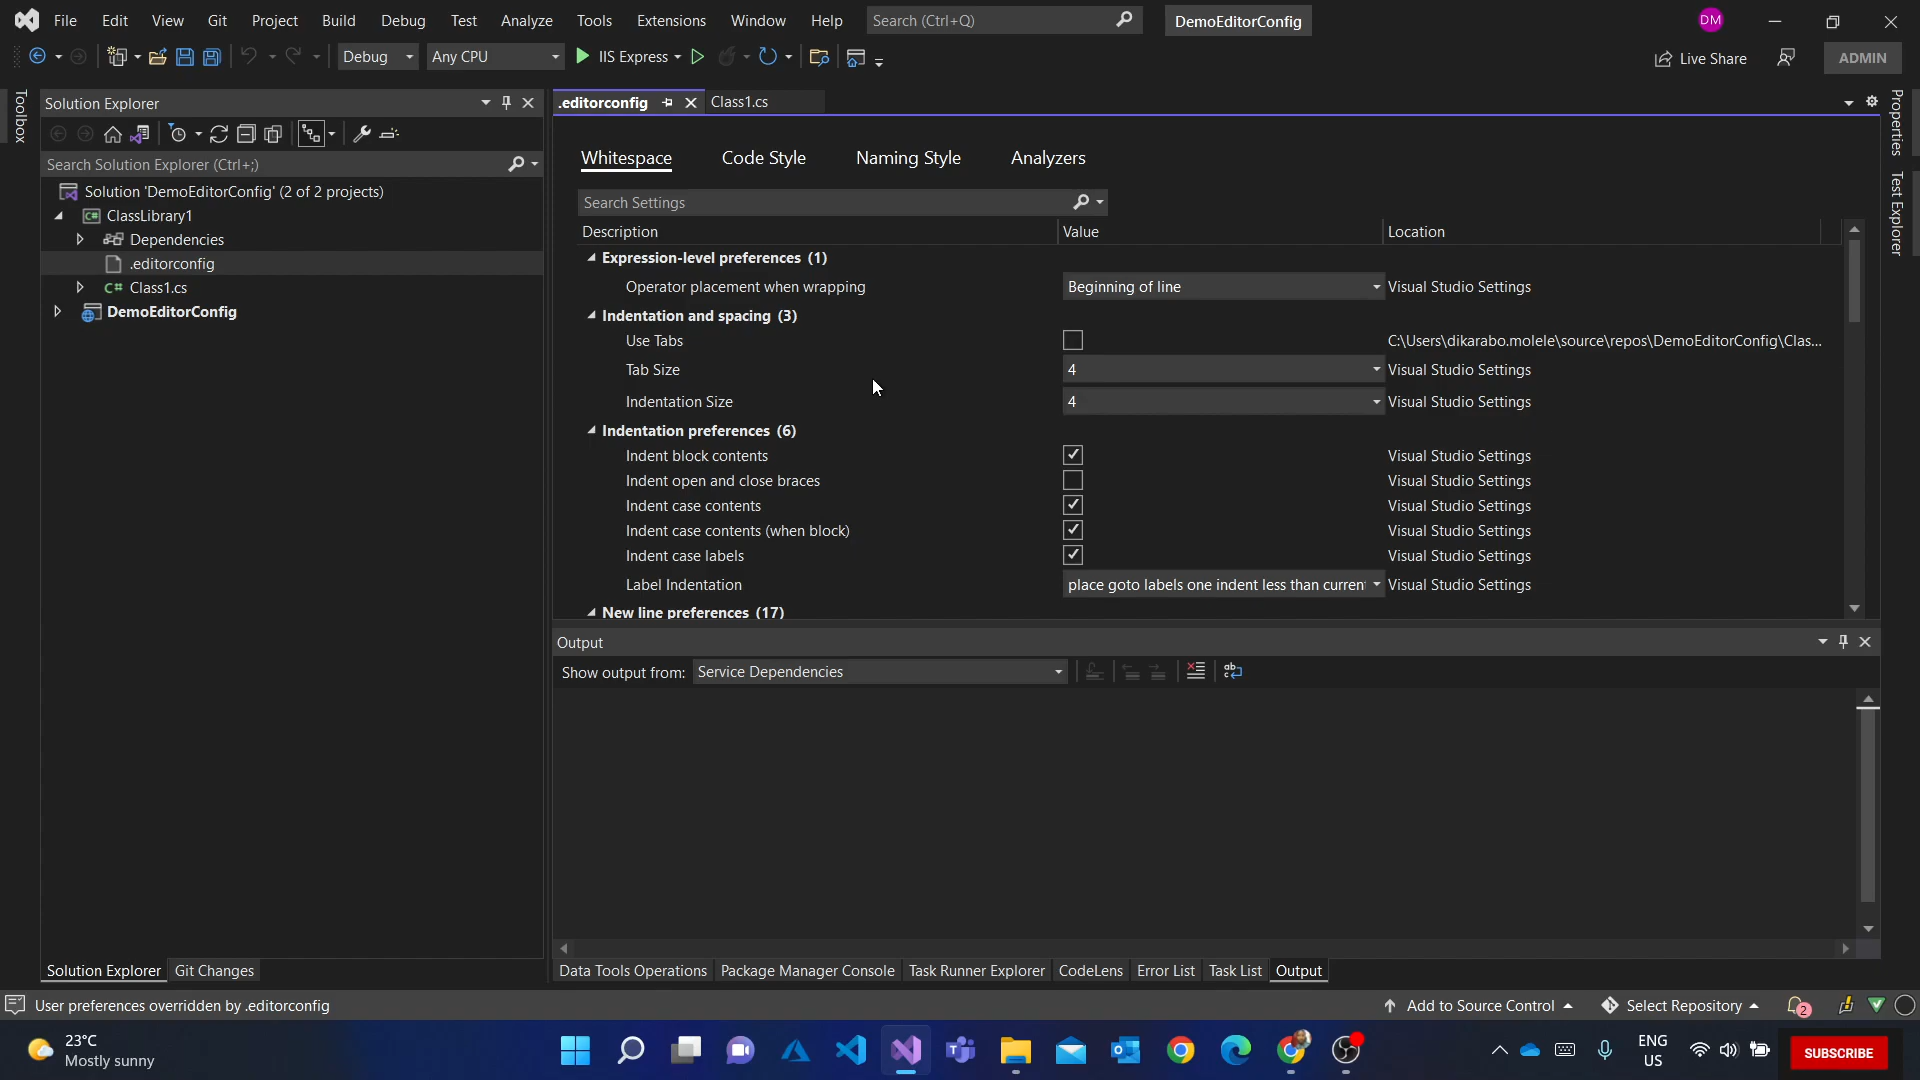 File Edit View Git Project Build Debug Test Analyze Tools Extensions Window Help Search (Ctrl+Q) DemoEditorConfig DM
Debug Any CPU IIS Express Live Share ADMIN
Toolbox
Solution Explorer
Search Solution Explorer (Ctrl+;)
Solution 'DemoEditorConfig' (2 of 2 projects)
C# ClassLibrary1
Dependencies
.editorconfig
C# Class1.cs
DemoEditorConfig
Solution Explorer Git Changes
.editorconfig Class1.cs
Whitespace Code Style Naming Style Analyzers
Search Settings
Description Value Location
Expression-level preferences (1)
Operator placement when wrapping Beginning of line Visual Studio Settings
Indentation and spacing (3)
Use Tabs C:\Users\dikarabo.molele\source\repos\DemoEditorConfig\Clas...
Tab Size 4 Visual Studio Settings
Indentation Size 4 Visual Studio Settings
Indentation preferences (6)
Indent block contents Visual Studio Settings
Indent open and close braces Visual Studio Settings
Indent case contents Visual Studio Settings
Indent case contents (when block) Visual Studio Settings
Indent case labels Visual Studio Settings
Label Indentation place goto labels one indent less than current Visual Studio Settings
New line preferences (17)
Properties
Test Explorer
Output
Show output from: Service Dependencies
Data Tools Operations Package Manager Console Task Runner Explorer CodeLens Error List Task List Output
User preferences overridden by .editorconfig Add to Source Control Select Repository 2
23°C
Mostly sunny
ENG
US
SUBSCRIBE